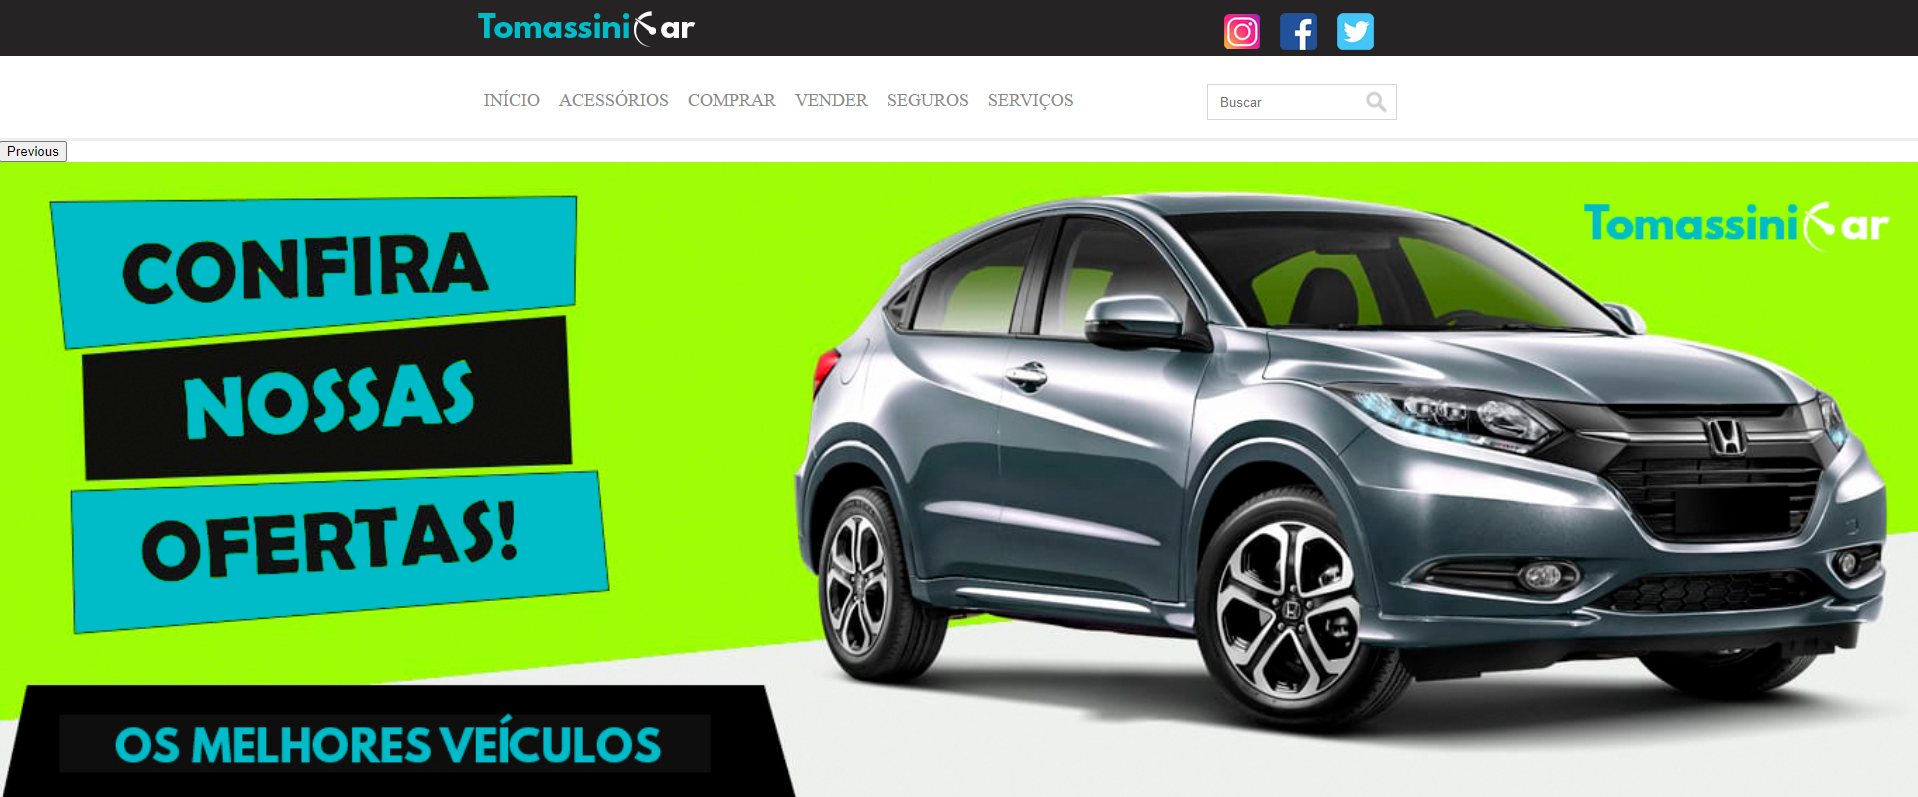 TomassiniCar
INÍCIO ACESSÓRIOS COMPRAR VENDER SEGUROS SERVIÇOS
Buscar
Previous
TomassiniCar
CONFIRA
NOSSAS
OFERTAS!
OS MELHORES VEÍCULOS